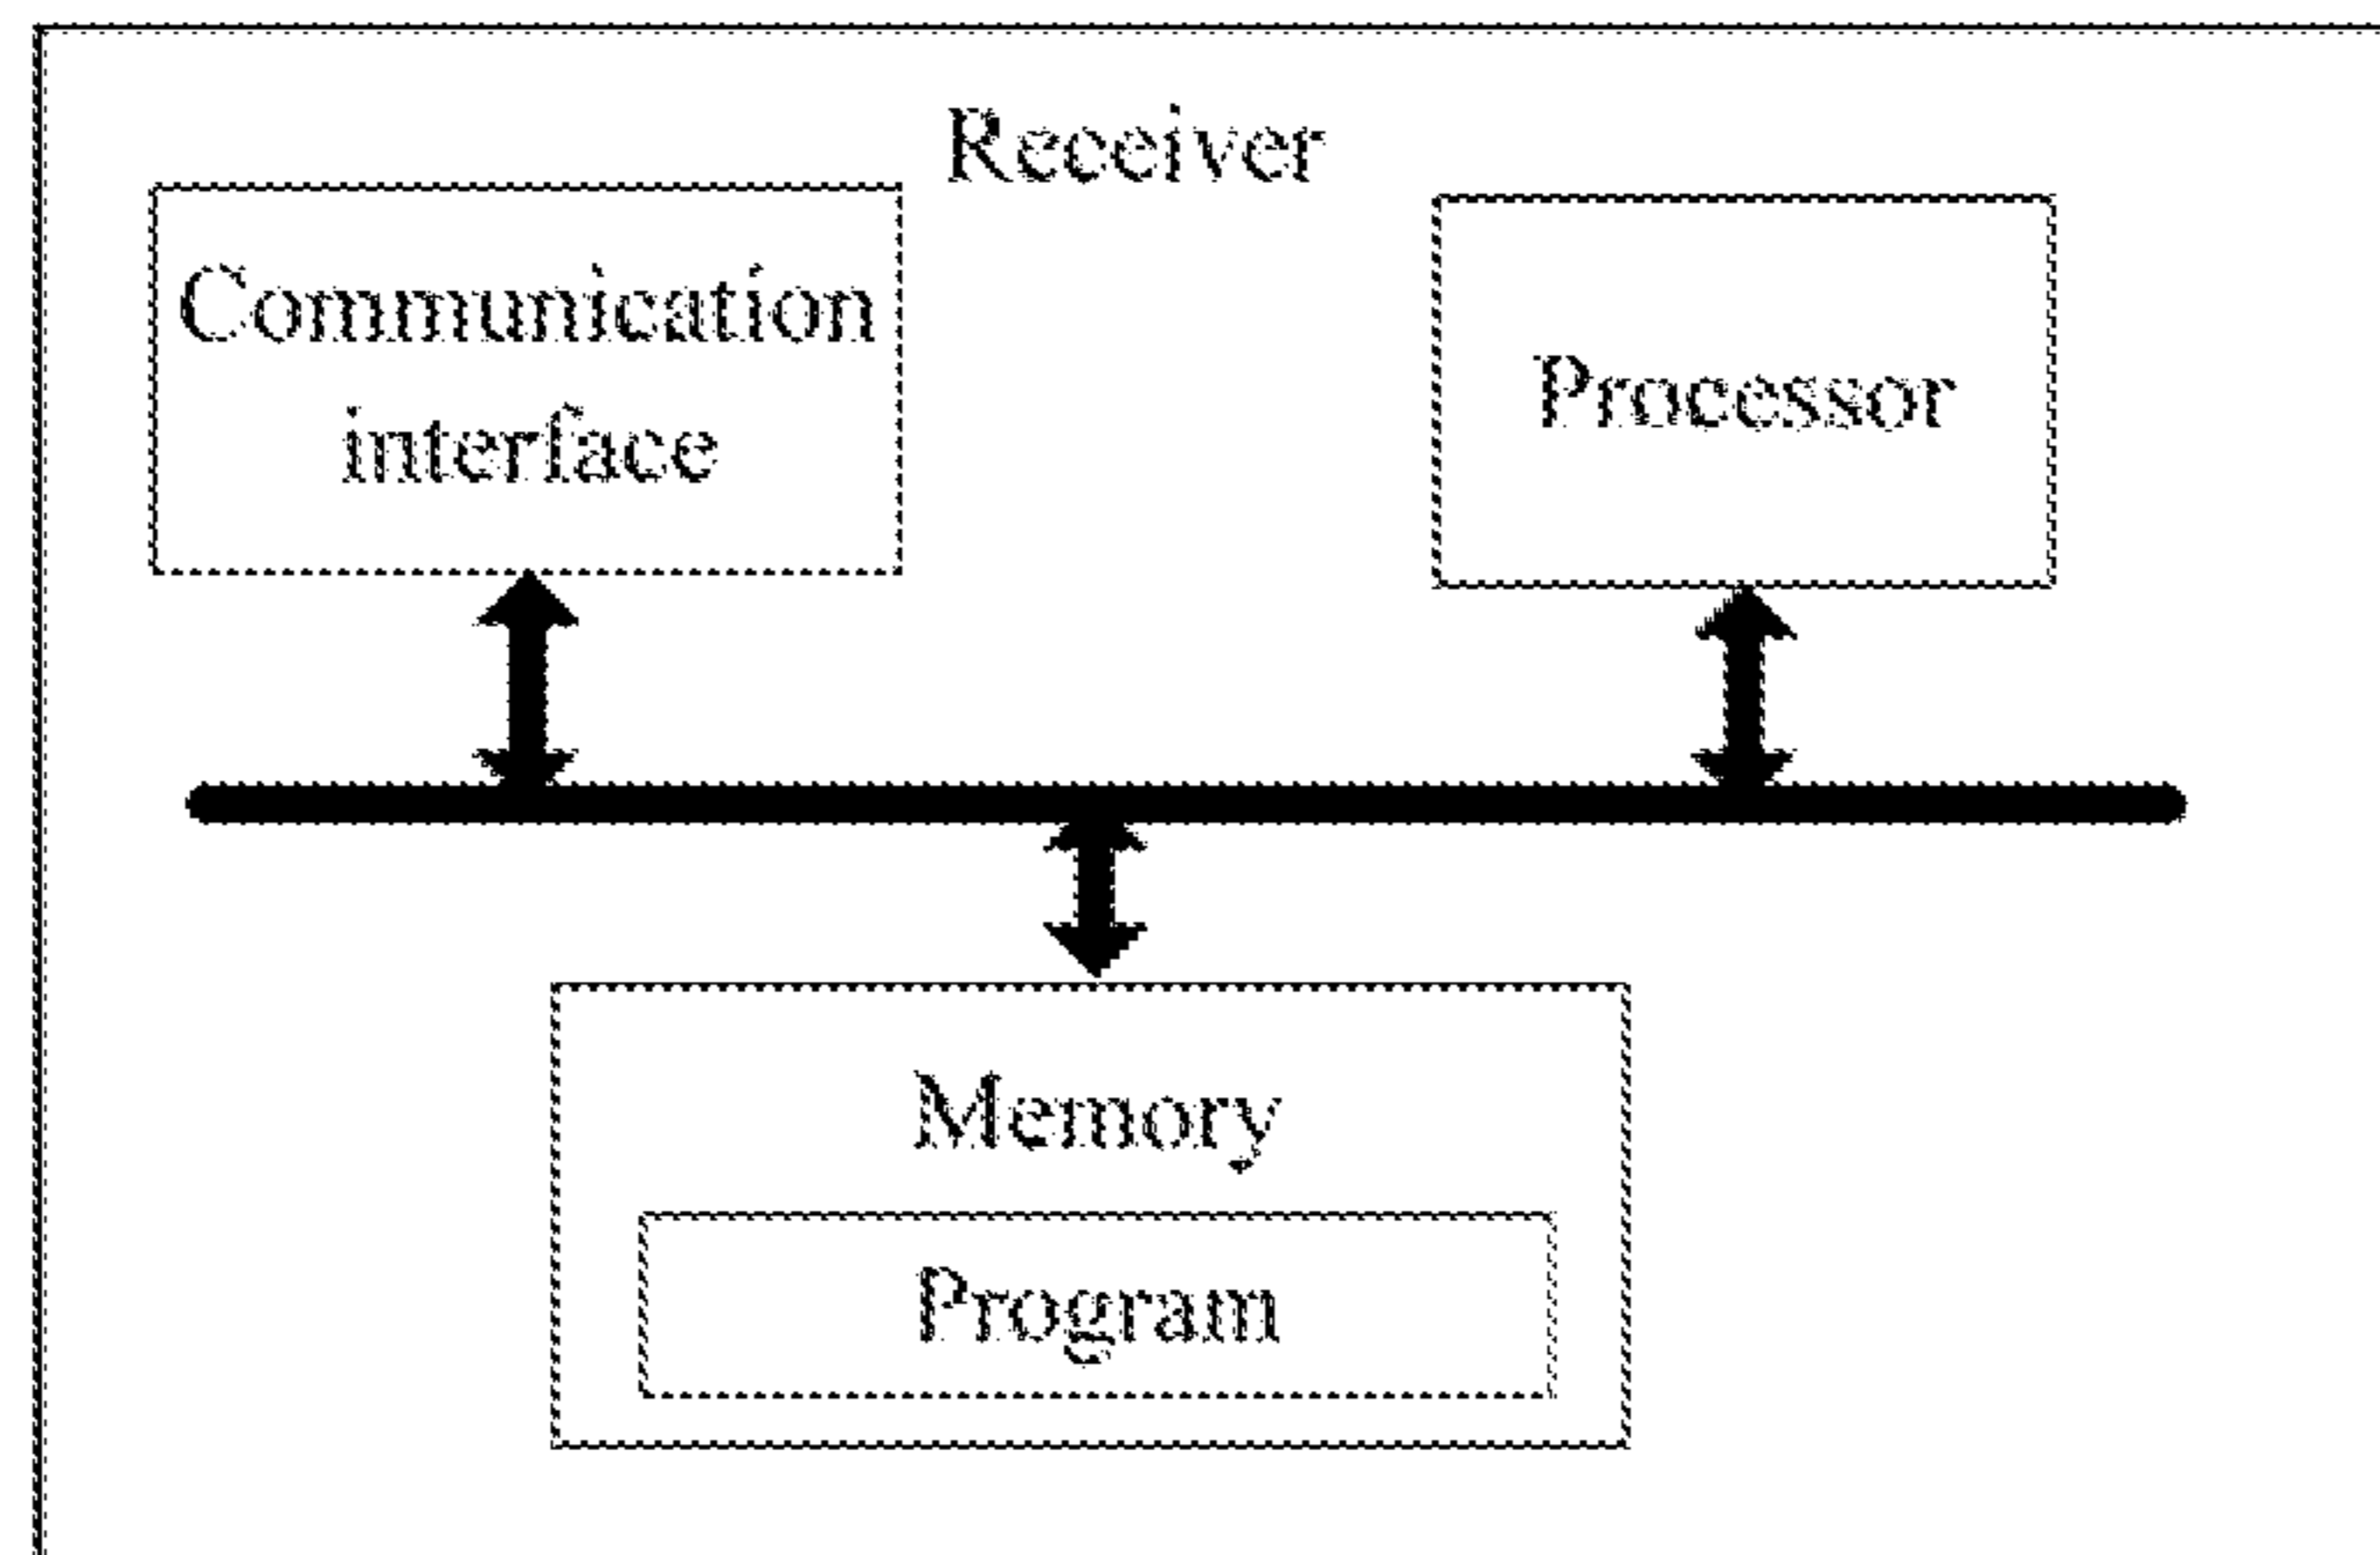 Receiver
Communication
interface
Processor
Memory
Program